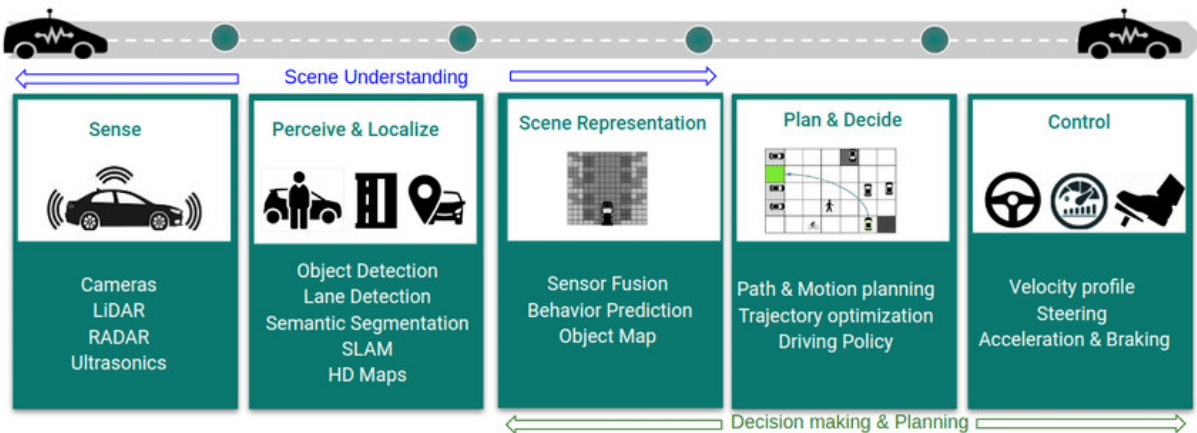 Scene Understanding
Sense
Cameras
LiDAR
RADAR
Ultrasonics
Perceive & Localize
Object Detection
Lane Detection
Semantic Segmentation
SLAM
HD Maps
Scene Representation
Sensor Fusion
Behavior Prediction
Object Map
Plan & Decide
Path & Motion planning
Trajectory optimization
Driving Policy
Control
Velocity profile
Steering
Acceleration & Braking
Decision making & Planning